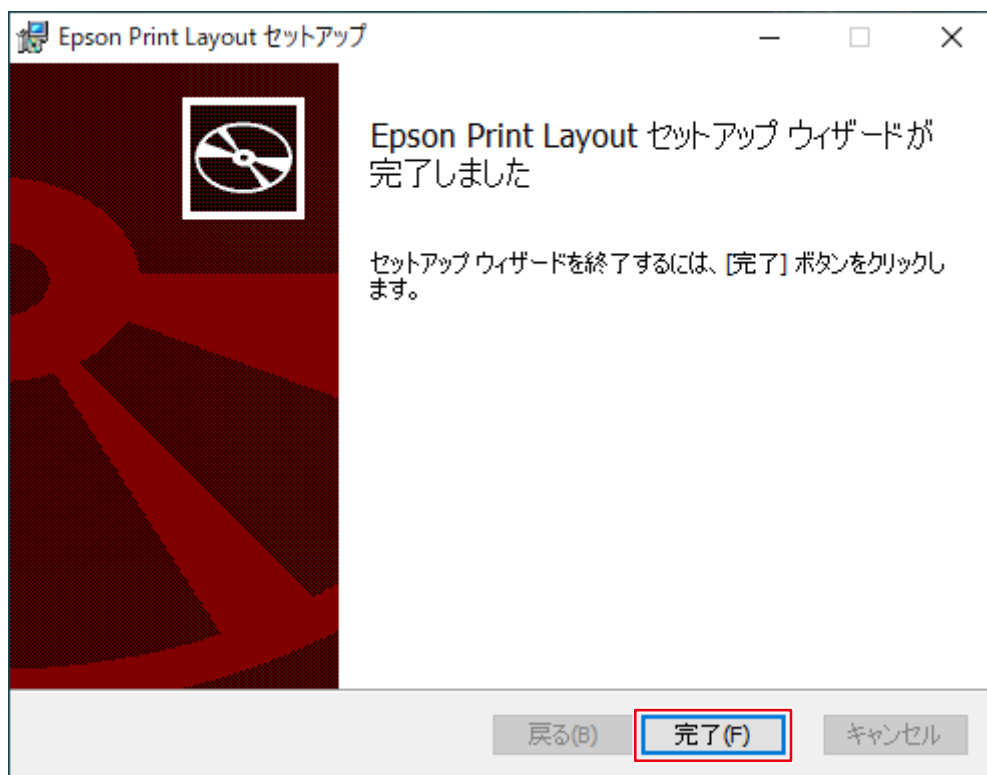 Epson Print Layout セットアップ
Epson Print Layout セットアップ ウィザードが
完了しました
セットアップ ウィザードを終了するには、[完了] ボタンをクリックし
ます。
戻る(B)
完了(F)
キャンセル